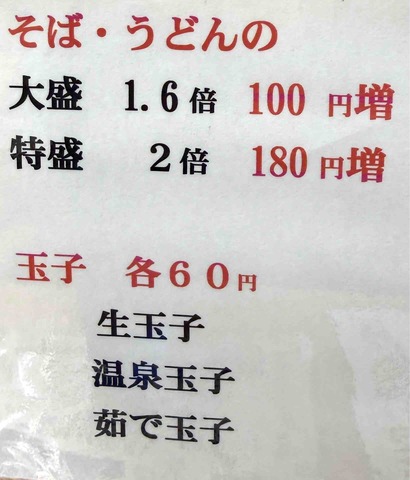 そば・うどんの
大盛 1.6倍 100円増
特盛 2倍 180円増
玉子 各60円
生玉子
温泉玉子
茹で玉子